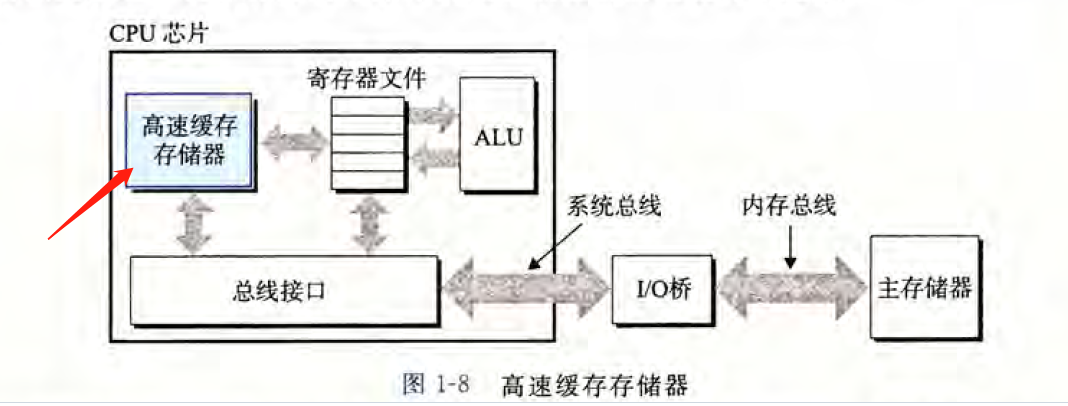 CPU 芯片
寄存器文件
高速缓存
存储器
ALU
系统总线
内存总线
总线接口
I/O桥
主存储器
图 1-8 高速缓存存储器